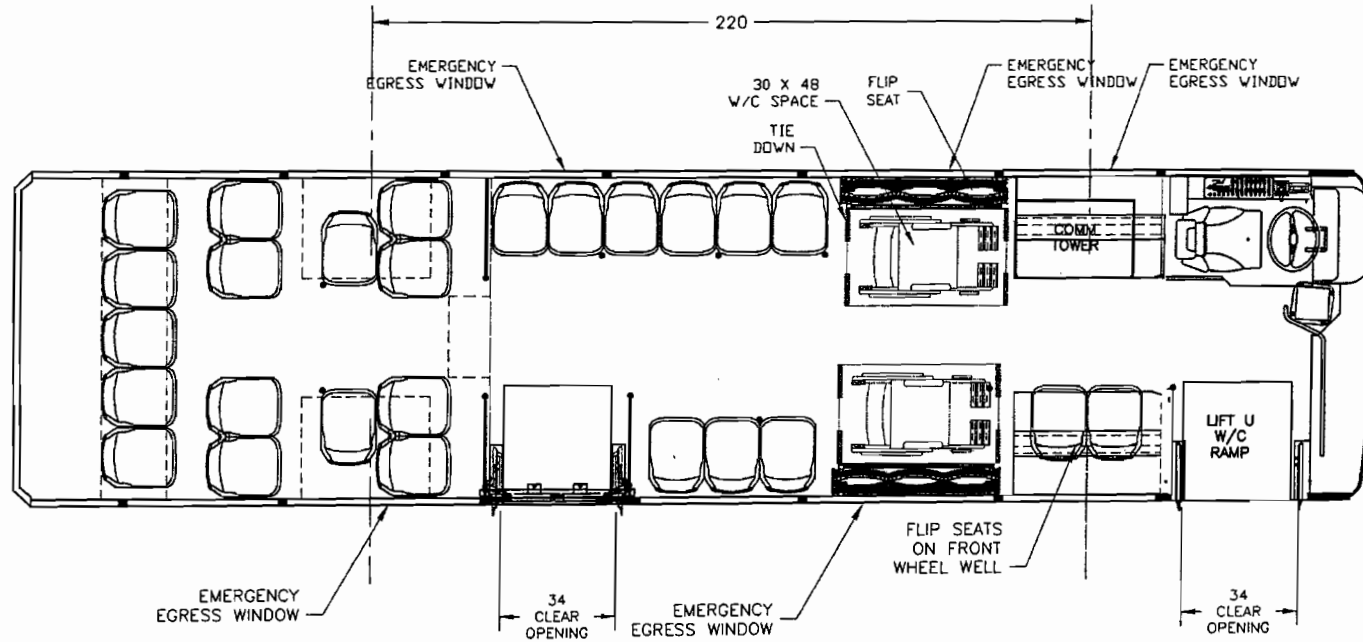 220
EMERGENCY
EGRESS WINDOW
30 X 48
W/C SPACE
FLIP
SEAT
EMERGENCY
EGRESS WINDOW
EMERGENCY
EGRESS WINDOW
TIE
DOWN
COMM
TOWER
LIFT U
W/C
RAMP
FLIP SEATS
ON FRONT
WHEEL WELL
EMERGENCY
EGRESS WINDOW
34
CLEAR
OPENING
EMERGENCY
EGRESS WINDOW
34
CLEAR
OPENING